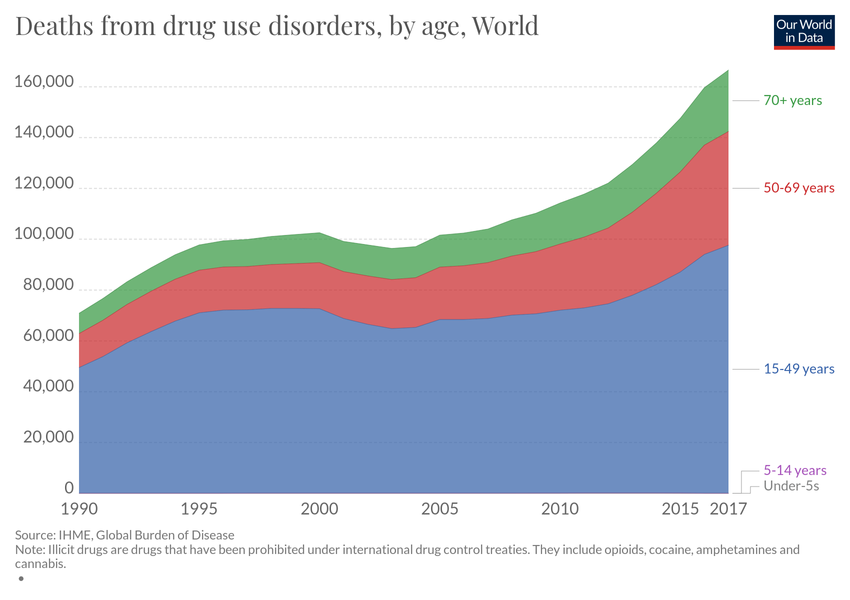 Deaths from drug use disorders, by age, World
Our World
in Data
160,000
140,000
120,000
100,000
80,000
60,000
40,000
20,000
0
1990
1995
2000
2005
2010
2015
2017
70+ years
50-69 years
15-49 years
5-14 years
Under-5s
Source: IHME, Global Burden of Disease
Note: Illicit drugs are drugs that have been prohibited under international drug control treaties. They include opioids, cocaine, amphetamines and
cannabis.
•